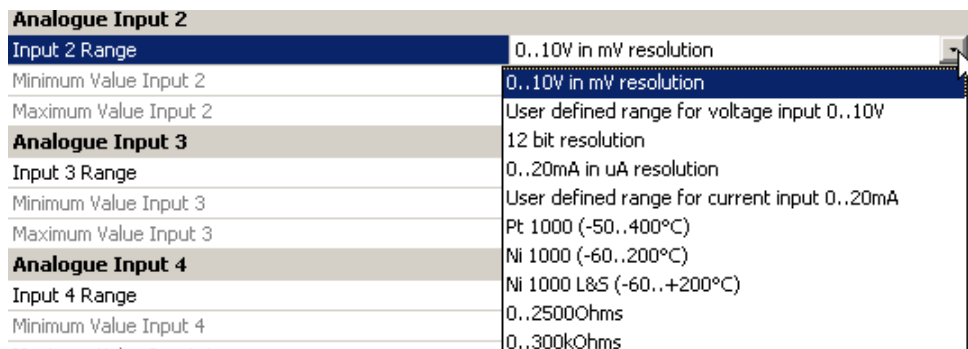 Analogue Input 2
Input 2 Range 0..10V in mV resolution
Minimum Value Input 2
Maximum Value Input 2
Analogue Input 3
Input 3 Range
Minimum Value Input 3
Maximum Value Input 3
Analogue Input 4
Input 4 Range
Minimum Value Input 4
0..10V in mV resolution
User defined range for voltage input 0..10V
12 bit resolution
0..20mA in uA resolution
User defined range for current input 0..20mA
Pt 1000 (-50..400°C)
Ni 1000 (-60..200°C)
Ni 1000 L&S (-60..+200°C)
0..2500Ohms
0..300kOhms